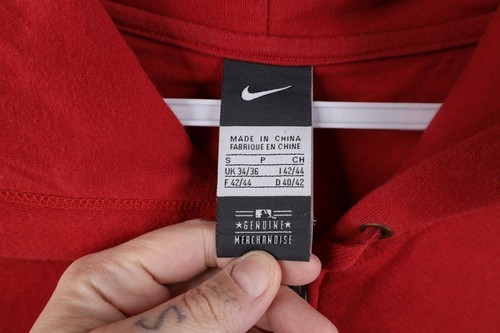 MADE IN CHINA
FABRIQUE EN CHINE
S P CH
UK 34/36 I 42/44
F 42/44 D 40/42
GENUINE
MERCHANDISE